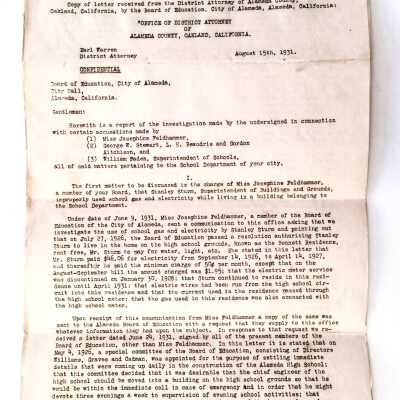 Copy of letter received from the District Attorney of Alameda County,
Oakland, California, by the Board of Education, City of Alameda, Alameda, California:
"OFFICE OF DISTRICT ATTORNEY
OF
ALAMEDA COUNTY, OAKLAND, CALIFORNIA.
Earl Warren
District Attorney
August 15th, 1931.
CONFIDENTIAL
Board of Education, City of Alameda,
City Hall,
Alameda, California.
Gentlemen:
Herewith is a report of the investigation made by the undersigned in connection
with certain accusations made by
(1) Miss Josephine Feldhammer,
(2) George W. Stewart, L. E. Beaudria and Gordon
Aitchison, and
(3) William Paden, Superintendent of Schools,
all of said matters pertaining to the School Department of your city.
I.
The first matter to be discussed is the charge of Miss Josephine Feldhammer,
a member of your Board, that Stanley Sturm, Superintendent of Buildings and Grounds,
improperly used school gas and electricity while living in a building belonging to
the School Department.
Under date of June 9, 1931, Miss Josephine Feldhammer, a member of the Board of
Education of the City of Alameda, sent a communication to this office asking that we
investigate the use of school gas and electricity by Stanley Sturm and pointing out
that on July 27, 1926, the Board of Education passed a resolution authorizing Stanley
Sturm to live in the home on the high school grounds, known as the Bennett Residence,
rent free, Mr. Sturm to pay for water, light, etc. She stated in this letter that
Mr. Sturm paid $46.06 for electricity from September 14, 1926, to April 14, 1927,
and thereafter he paid the minimum charge of 50¢ per month, except that on the
August-September bill the amount charged was $1.95; that the electric meter service
was discontinued on January 30, 1928; that Sturm continued to reside in this resi-
dence until April 1931; that electric wires had been run from the high school cir-
cuit into this residence and that the current used in the residence passed through
the high school meter; that the gas used in this residence was also connected with
the high school meter.
Upon receipt of this communication from Miss Feldhammer a copy of the same was
sent to the Alameda Board of Education with a request that they supply to this office
whatever information they had upon the subject. In response to that request we re-
ceived a letter dated June 24, 1931, signed by all of the present members of the
Board of Education, other than Miss Feldhammer. In this letter it is stated that on
May 4, 1926, a special committee of the Board of Education, consisting of Directors
Williams, Graves and Godman, was appointed for the purpose of settling immediate
details that were coming up daily in the construction of the Alameda High School;
that this committee decided that it was desirable that the chief engineer of the
high school should be moved into a building on the high school grounds so that he
would be within the immediate call in case of emergency and in order that he might
devote three evenings a week to supervision of evening school activities; that